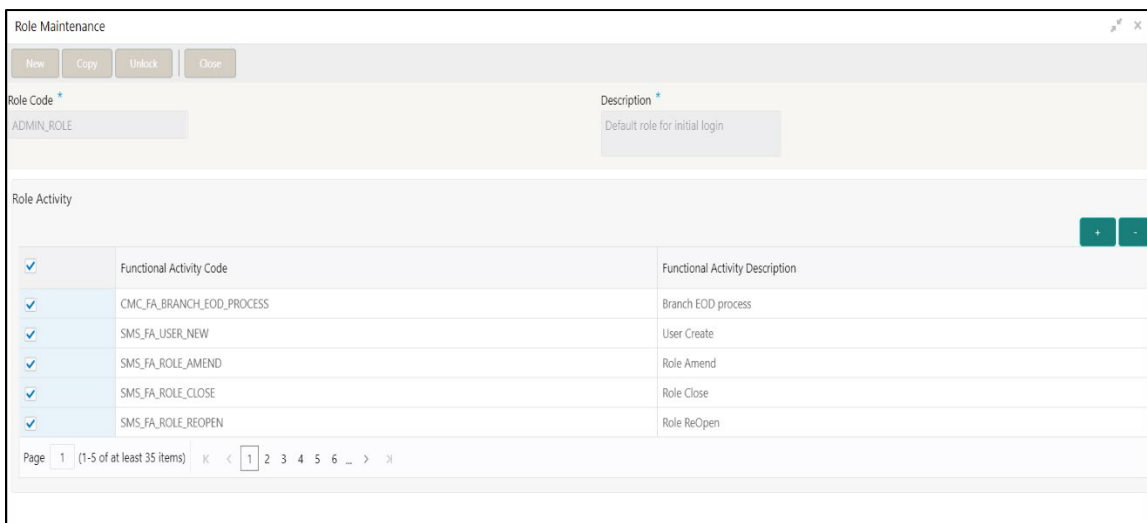 Role Maintenance
New Copy Unlock Close
Role Code * Description *
ADMIN_ROLE Default role for initial login
Role Activity
+ -
Functional Activity Code Functional Activity Description
CMC_FA_BRANCH_EOD_PROCESS Branch EOD process
SMS_FA_USER_NEW User Create
SMS_FA_ROLE_AMEND Role Amend
SMS_FA_ROLE_CLOSE Role Close
SMS_FA_ROLE_REOPEN Role ReOpen
Page 1 (1-5 of at least 35 items) K < 1 2 3 4 5 6 ... > X